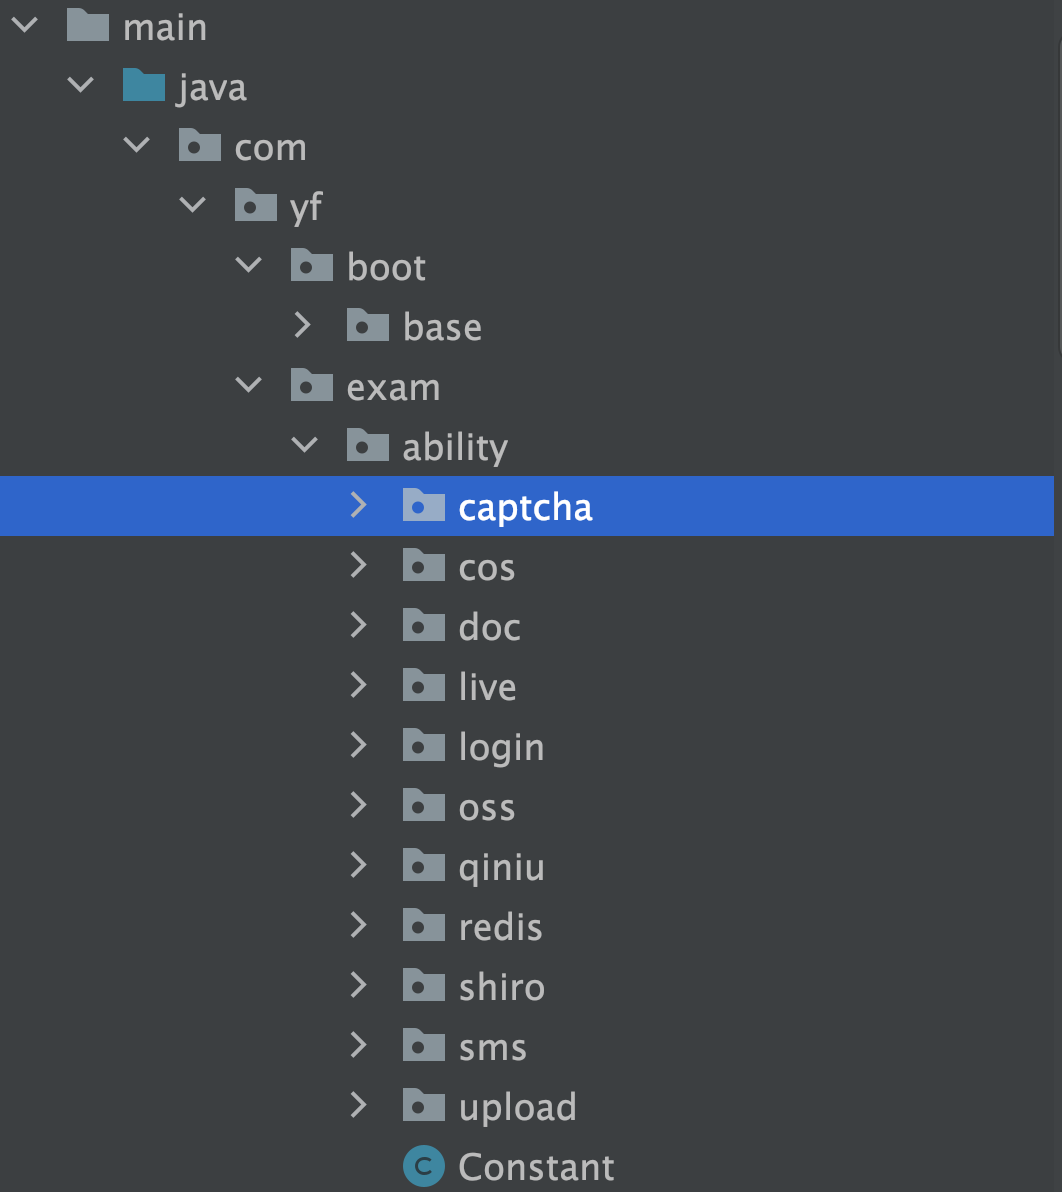 main
java
com
yf
boot
base
exam
ability
captcha
cos
doc
live
login
oss
qiniu
redis
shiro
sms
upload
C Constant